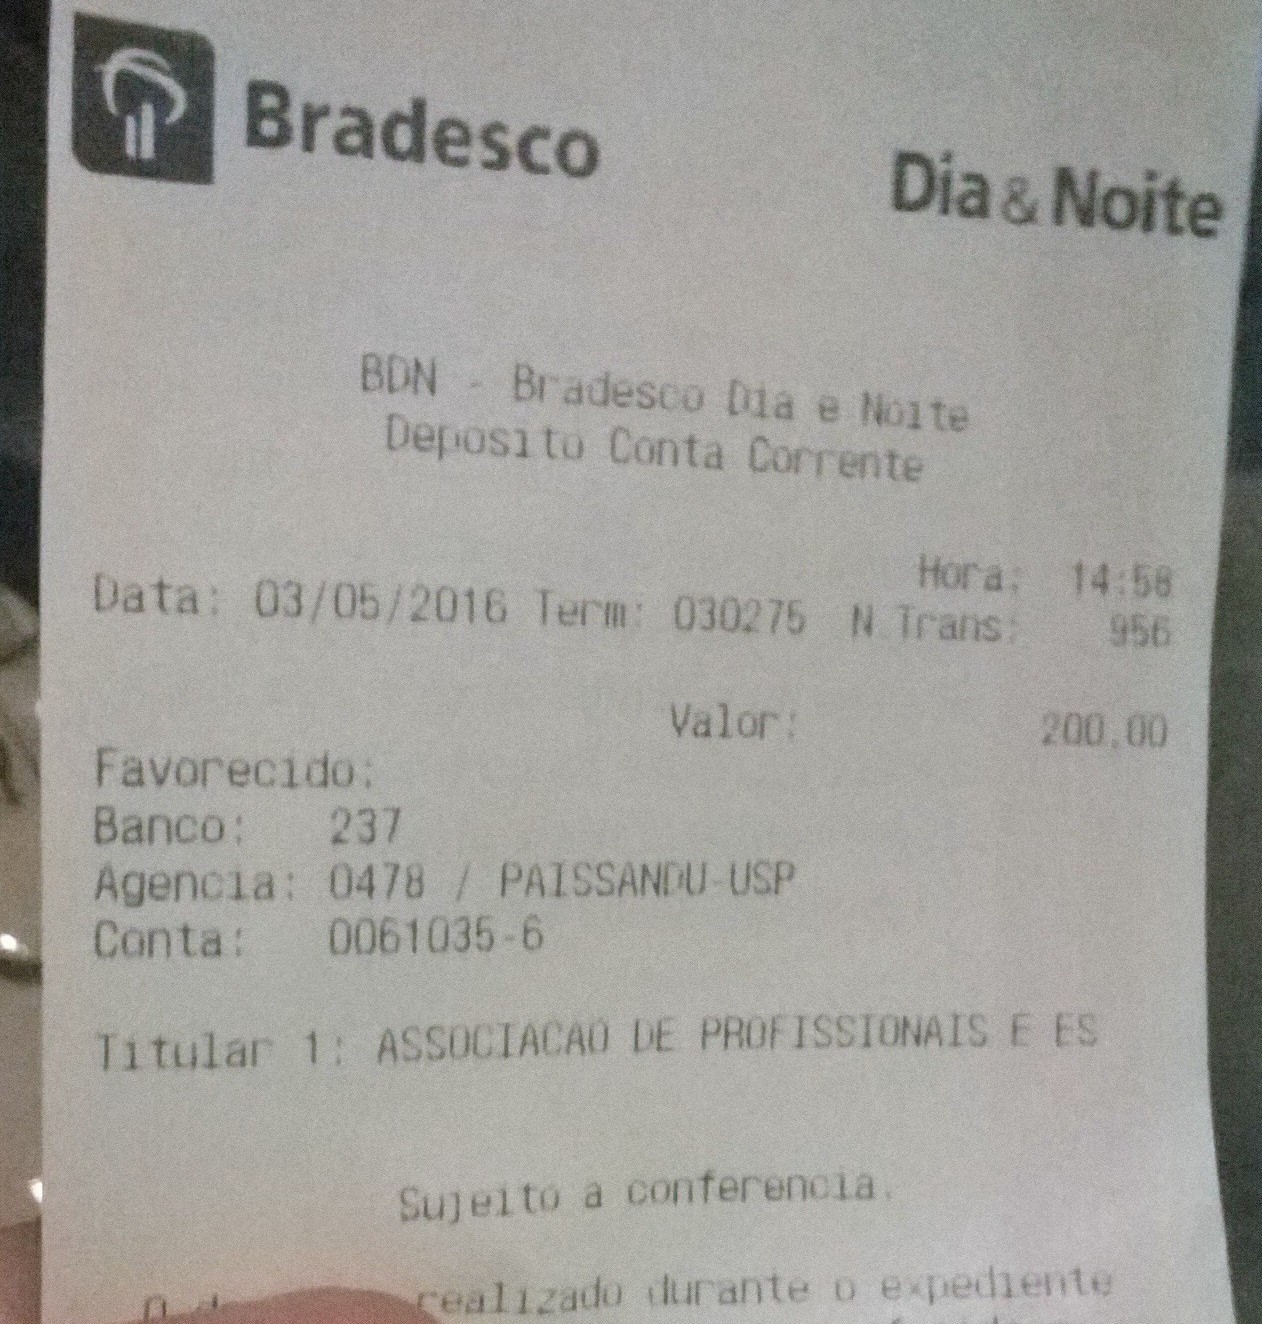 Bradesco
Dia & Noite
BDN - Bradesco Dia e Noite
Deposito Conta Corrente
Hora: 14:58
Data: 03/05/2016 Term: 030275 N.Trans: 956
Valor: 200,00
Favorecido:
Banco: 237
Agencia: 0478 / PAISSANDU-USP
Conta: 0061035-6
Titular 1: ASSOCIACAO DE PROFISSIONAIS E ES
Sujeito a conferencia.
O realizado durante o expediente